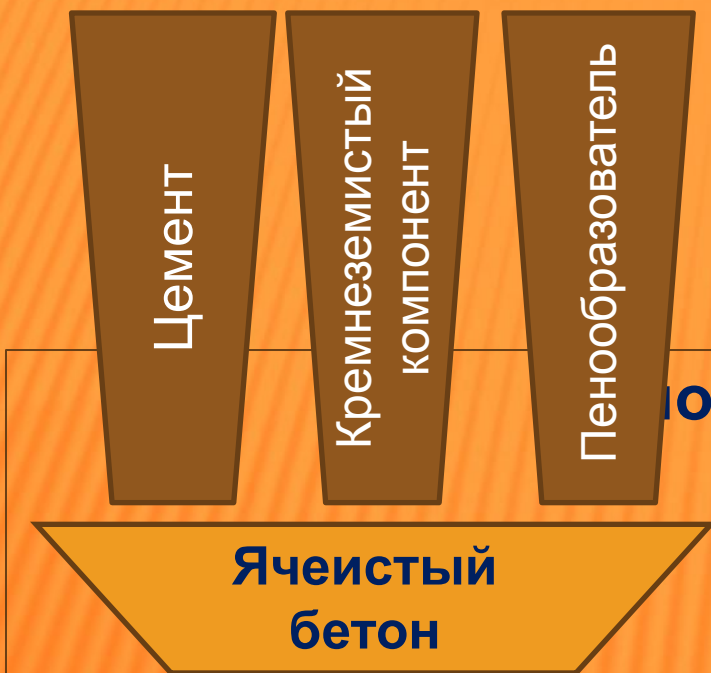 Цемент
Кремнеземистый
компонент
Пенообразователь
Ячеистый
бетон